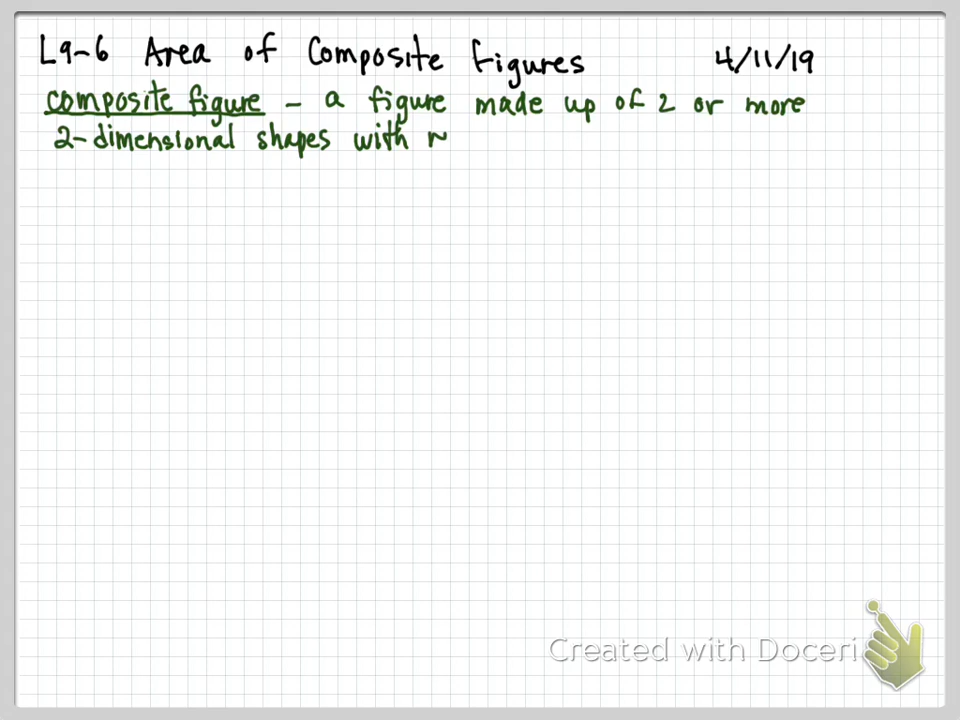 L9-6 Area of Composite Figures 4/11/19
composite figure - a figure made up of 2 or more
2-dimensional shapes with
Created with Doceri